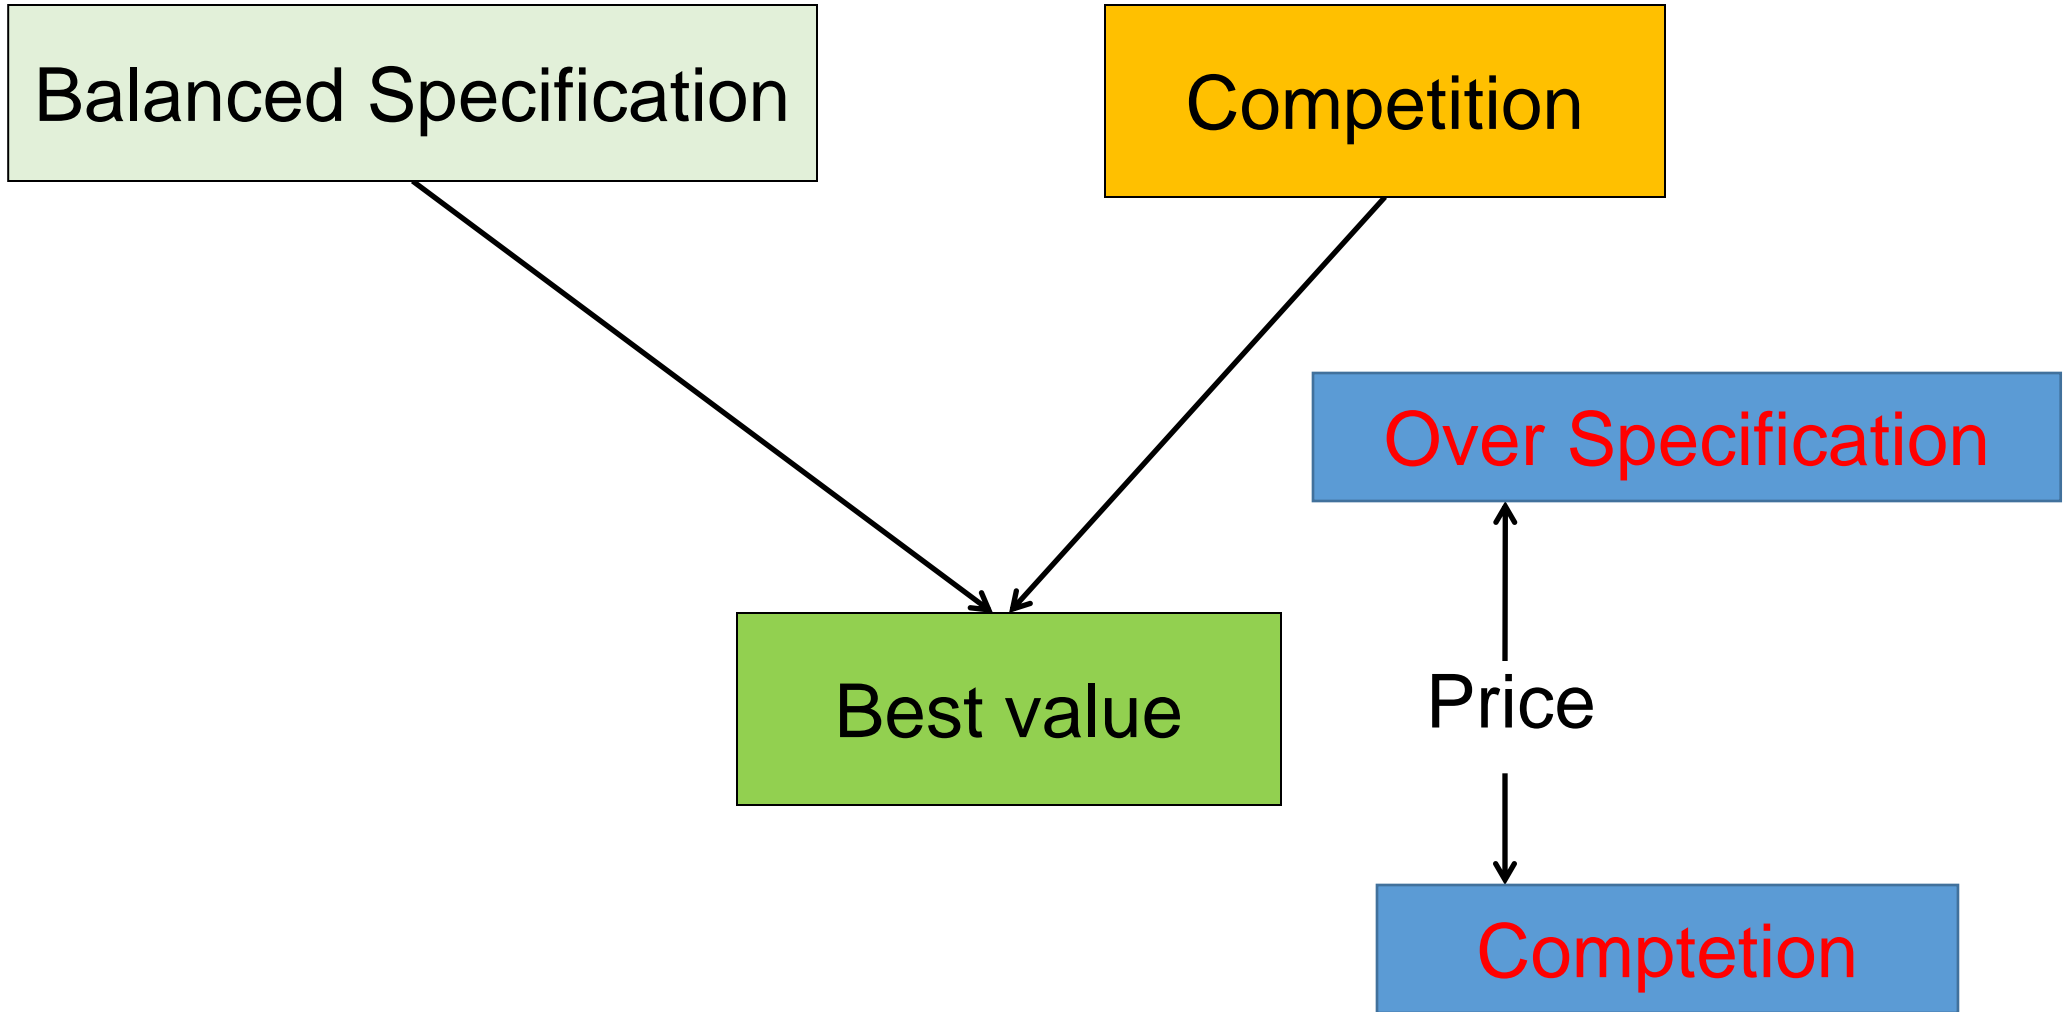 Balanced Specification
Competition
Over Specification
Best value
Price
Comptetion